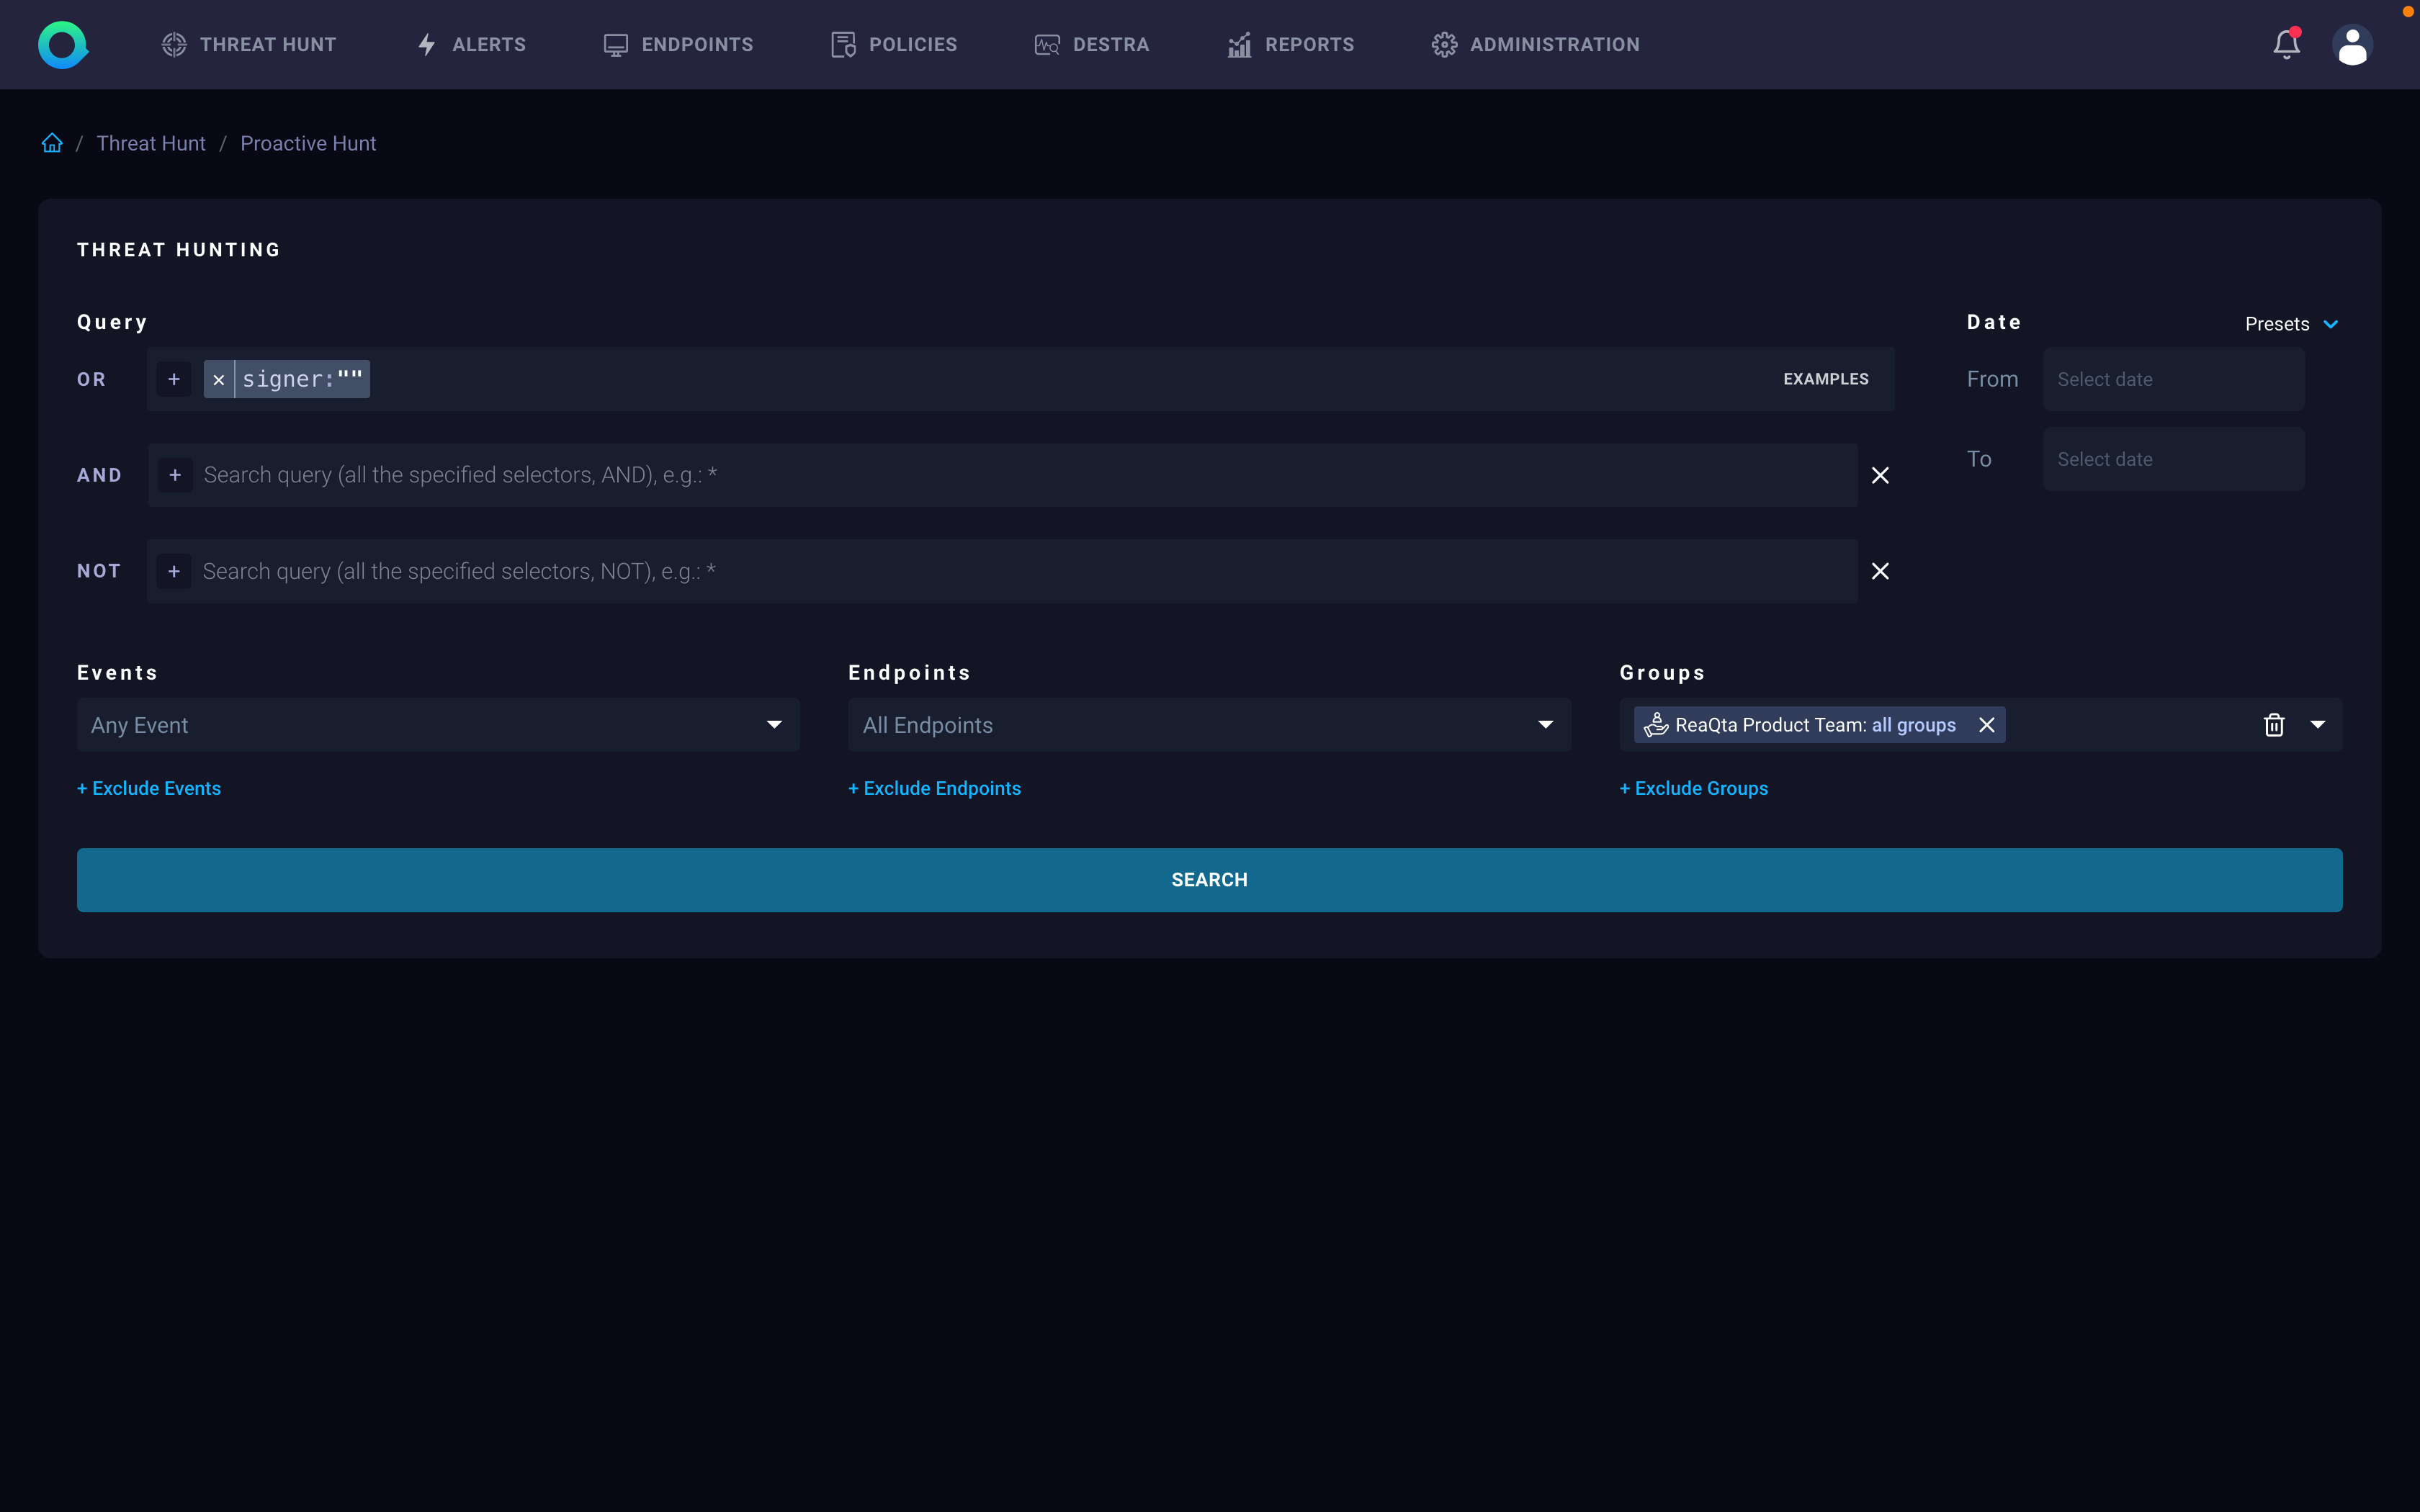 THREAT HUNT ALERTS ENDPOINTS POLICIES DESTRA REPORTS ADMINISTRATION
/ Threat Hunt / Proactive Hunt
THREAT HUNTING
Query
OR + × signer:"" EXAMPLES
AND + Search query (all the specified selectors, AND), e.g.: *
NOT + Search query (all the specified selectors, NOT), e.g.: *
Date Presets
From Select date
To Select date
Events
Any Event
+ Exclude Events
Endpoints
All Endpoints
+ Exclude Endpoints
Groups
ReaQta Product Team: all groups
+ Exclude Groups
SEARCH